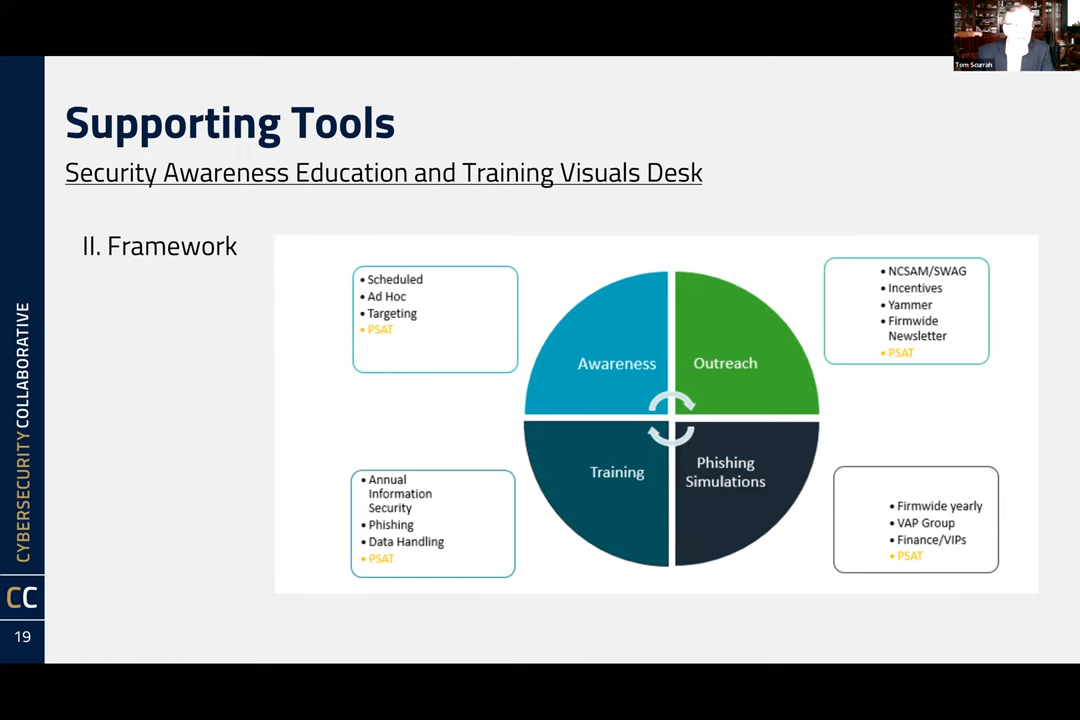 Tom Scurrah
Supporting Tools
Security Awareness Education and Training Visuals Desk
II. Framework
• Scheduled
• Ad Hoc
• Targeting
• PSAT
• NCSAM/SWAG
• Incentives
• Yammer
• Firmwide
Newsletter
• PSAT
Awareness
Outreach
Training
Phishing
Simulations
• Annual
Information
Security
• Phishing
• Data Handling
• PSAT
• Firmwide yearly
• VAP Group
• Finance/VIPs
• PSAT
CYBERSECURITY COLLABORATIVE
CC
19